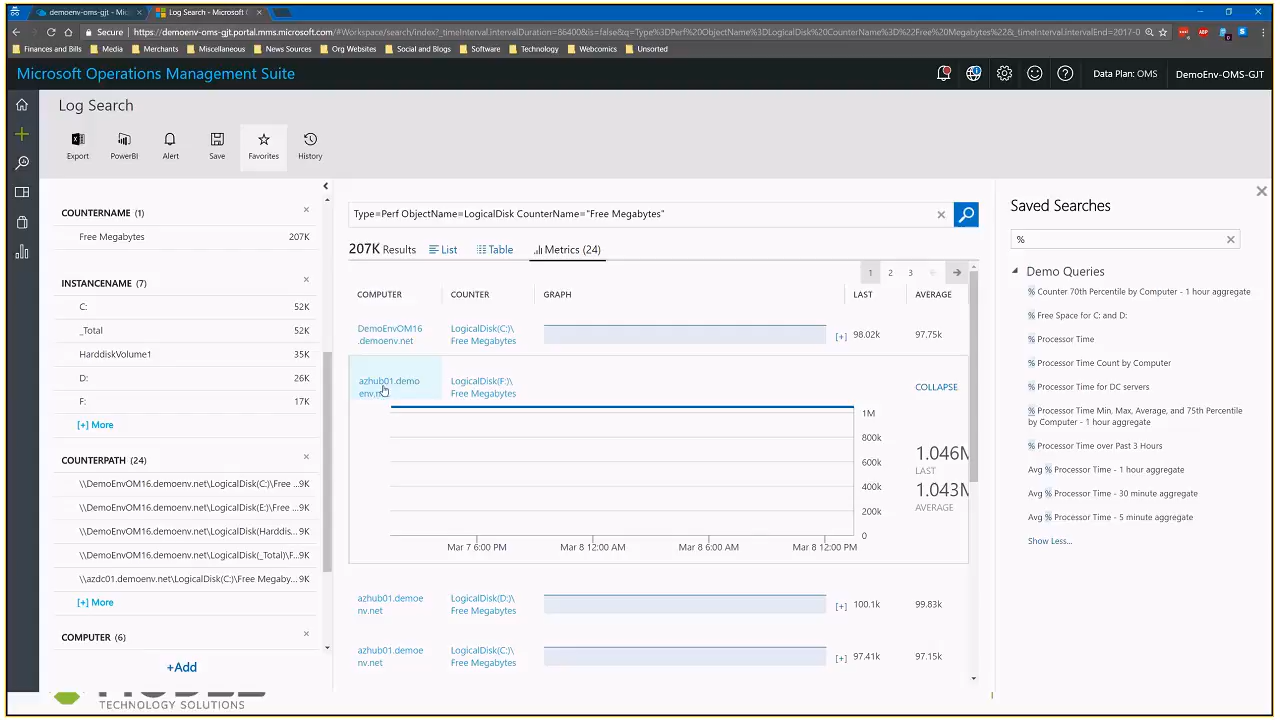 demoenv-oms-gjt - Mic
Log Search - Microsoft (
Secure
https://demoenv-oms-gjt.portal.mms.microsoft.com/#Workspace/search/index?_timeInterval.intervalDuration=86400&is=false&q=Type%3DPerf%20ObjectName%3DLogicalDisk%20CounterName%3D%22Free%20Megabytes%22&_timeInterval.intervalEnd=2017-0
Finances and Bills
Media
Merchants
Miscellaneous
News Sources
Org Websites
Social and Blogs
Software
Technology
Webcomics
Unsorted
Microsoft Operations Management Suite
Data Plan: OMS
DemoEnv-OMS-GJT
Log Search
Export
PowerBI
Alert
Save
Favorites
History
COUNTERNAME (1)
Free Megabytes 207K
INSTANCENAME (7)
C: 52K
_Total 52K
HarddiskVolume1 35K
D: 26K
F: 17K
[+] More
COUNTERPATH (24)
\\DemoEnvOM16.demoenv.net\LogicalDisk(C:)\Free ...9K
\\DemoEnvOM16.demoenv.net\LogicalDisk(E:)\Free ...9K
\\DemoEnvOM16.demoenv.net\LogicalDisk(Harddis...9K
\\DemoEnvOM16.demoenv.net\LogicalDisk(_Total)\F...9K
\\azdc01.demoenv.net\LogicalDisk(C:)\Free Megaby...9K
[+] More
COMPUTER (6)
+Add
Type=Perf ObjectName=LogicalDisk CounterName="Free Megabytes"
207K Results
List
Table
Metrics (24)
1 2 3
COMPUTER COUNTER GRAPH LAST AVERAGE
DemoEnvOM16
.demoenv.net
LogicalDisk(C:)\
Free Megabytes
[+] 98.02k 97.75k
azhub01.demo
env.n
LogicalDisk(F:)\
Free Megabytes
COLLAPSE
1M
800k
600k
400k
200k
0
Mar 7 6:00 PM Mar 8 12:00 AM Mar 8 6:00 AM Mar 8 12:00 PM
1.046M
LAST
1.043M
AVERAGE
azhub01.demoe
nv.net
LogicalDisk(D:)\
Free Megabytes
[+] 100.1k 99.83k
azhub01.demoe
nv.net
LogicalDisk(C:)\
Free Megabytes
[+] 97.41k 97.15k
Saved Searches
%
Demo Queries
% Counter 70th Percentile by Computer - 1 hour aggregate
% Free Space for C: and D:
% Processor Time
% Processor Time Count by Computer
% Processor Time for DC servers
% Processor Time Min, Max, Average, and 75th Percentile
by Computer - 1 hour aggregate
% Processor Time over Past 3 Hours
Avg % Processor Time - 1 hour aggregate
Avg % Processor Time - 30 minute aggregate
Avg % Processor Time - 5 minute aggregate
Show Less...
TECHNOLOGY SOLUTIONS